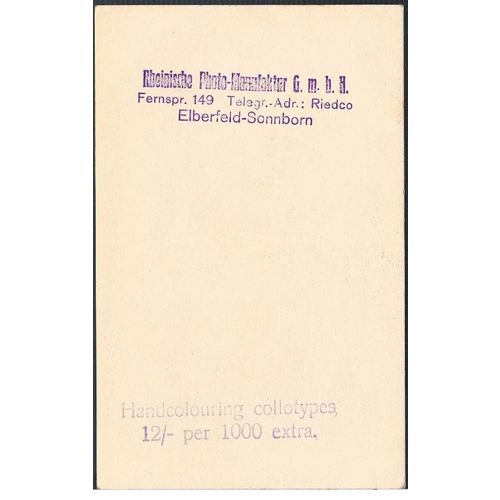 Rheinische Photo-Manufaktur G. m. b. H.
Fernspr. 149 Telegr.-Adr.: Riedco
Elberfeld-Sonnborn
Handcolouring collotypes,
12/- per 1000 extra.